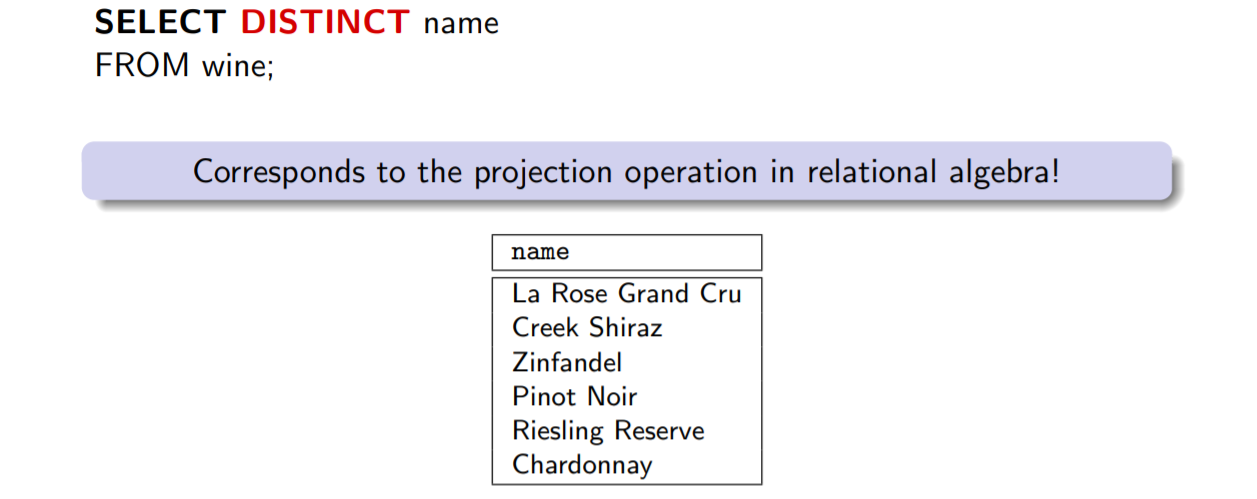 SELECT DISTINCT name
FROM wine;
Corresponds to the projection operation in relational algebra!
name
La Rose Grand Cru
Creek Shiraz
Zinfandel
Pinot Noir
Riesling Reserve
Chardonnay